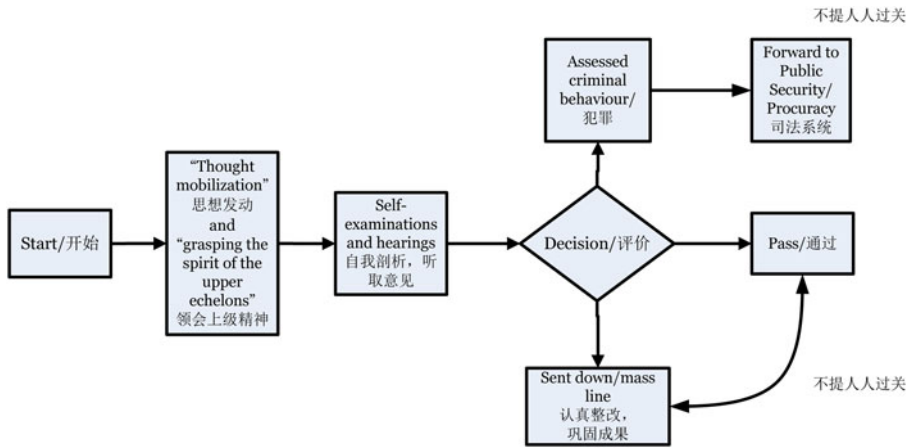 不提人人过关
Assessed
criminal
behaviour/
犯罪
Forward to
Public
Security/
Procuracy
司法系统
“Thought
mobilization”
思想发动
and
“grasping the
spirit of the
upper
echelons”
领会上级精神
Start/开始
Self-
examinations
and hearings
自我剖析，听
取意见
Decision/评价
Pass/通过
Sent down/mass
line
认真整改，
巩固成果
不提人人过关